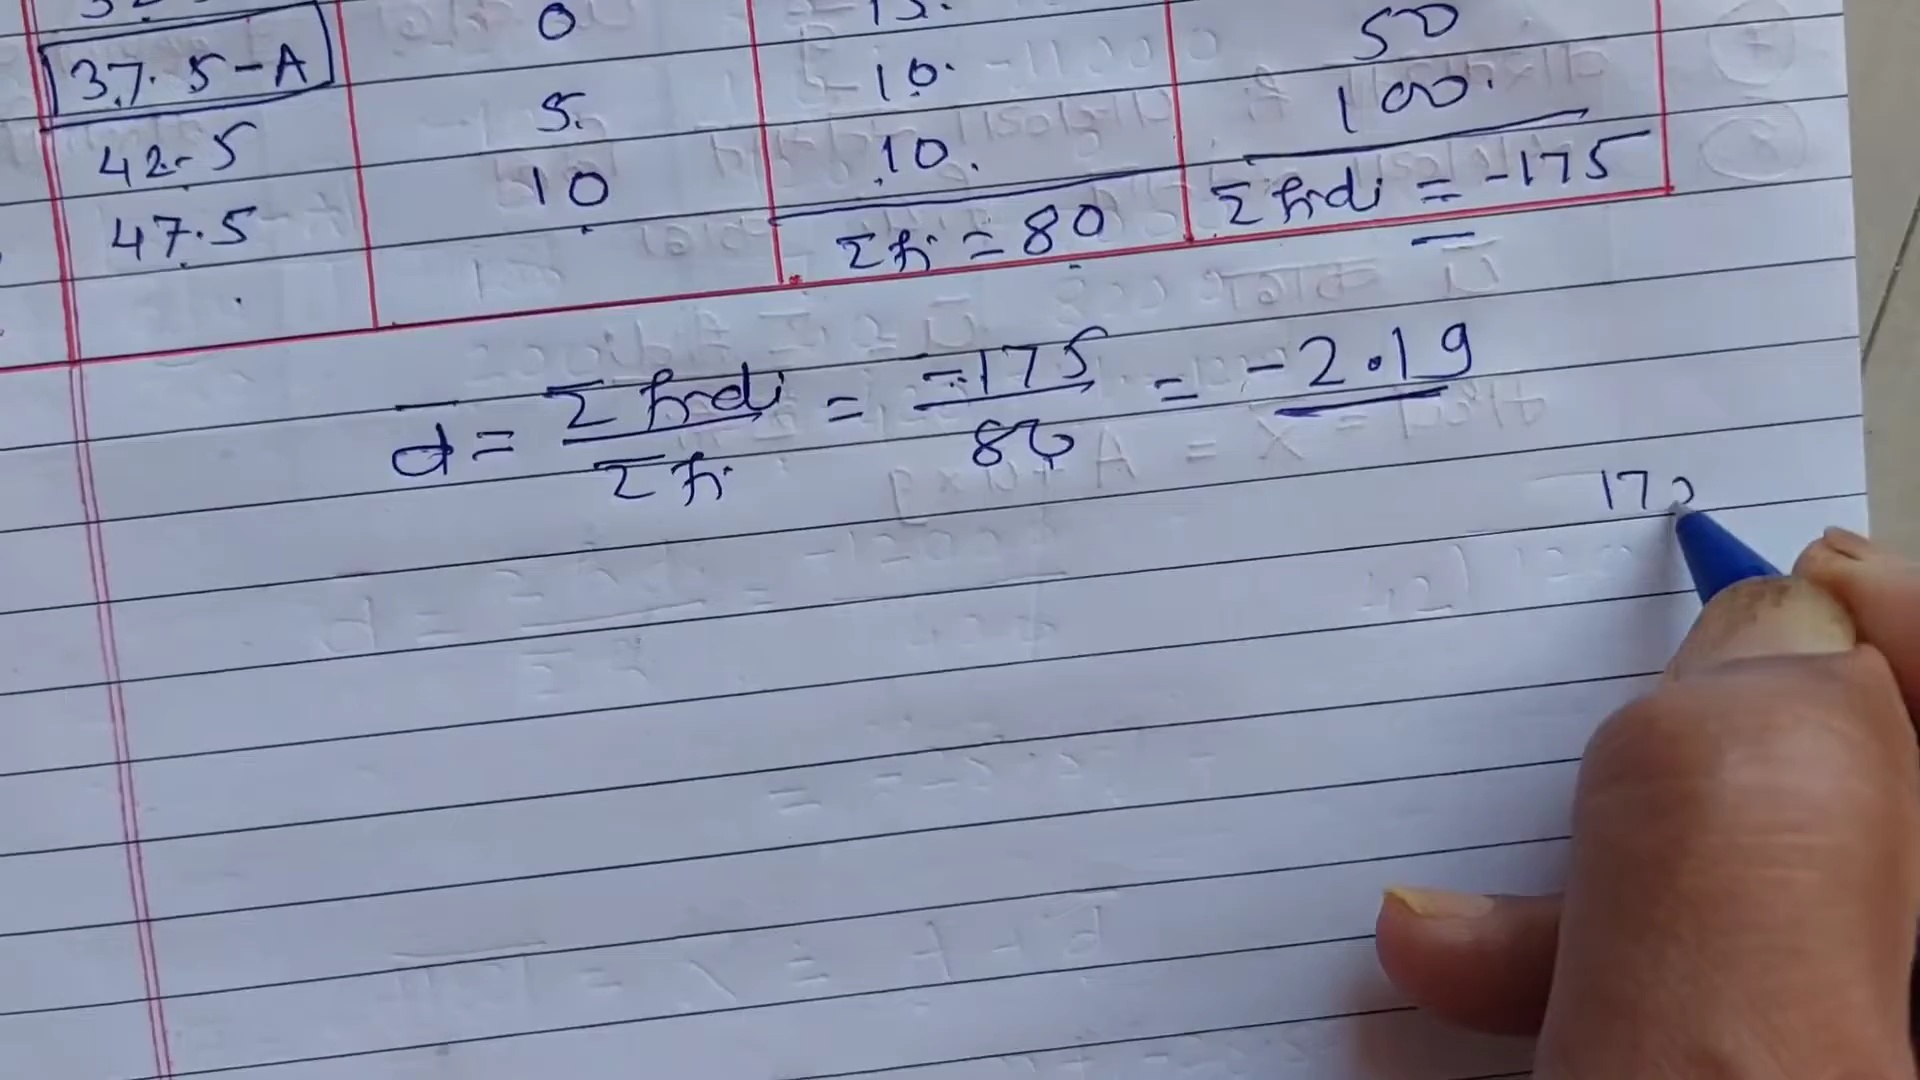 0 15.
37.5-A 10. 50
42.5 5. 10. 100.
47.5 10 Σfi = 80 Σfidi = -175
d = Σfidi / Σfi = -175 / 80 = -2.19
17